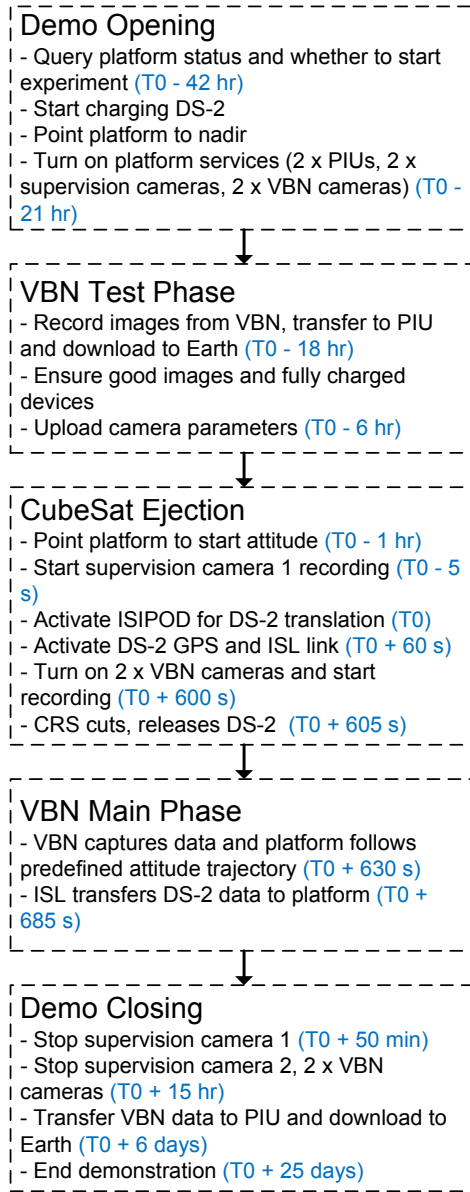 Demo Opening
- Query platform status and whether to start
experiment (T0 - 42 hr)
- Start charging DS-2
- Point platform to nadir
- Turn on platform services (2 x PIUs, 2 x
supervision cameras, 2 x VBN cameras) (T0 -
21 hr)
VBN Test Phase
- Record images from VBN, transfer to PIU
and download to Earth (T0 - 18 hr)
- Ensure good images and fully charged
devices
- Upload camera parameters (T0 - 6 hr)
CubeSat Ejection
- Point platform to start attitude (T0 - 1 hr)
- Start supervision camera 1 recording (T0 - 5
s)
- Activate ISIPOD for DS-2 translation (T0)
- Activate DS-2 GPS and ISL link (T0 + 60 s)
- Turn on 2 x VBN cameras and start
recording (T0 + 600 s)
- CRS cuts, releases DS-2 (T0 + 605 s)
VBN Main Phase
- VBN captures data and platform follows
predefined attitude trajectory (T0 + 630 s)
- ISL transfers DS-2 data to platform (T0 +
685 s)
Demo Closing
- Stop supervision camera 1 (T0 + 50 min)
- Stop supervision camera 2, 2 x VBN
cameras (T0 + 15 hr)
- Transfer VBN data to PIU and download to
Earth (T0 + 6 days)
- End demonstration (T0 + 25 days)